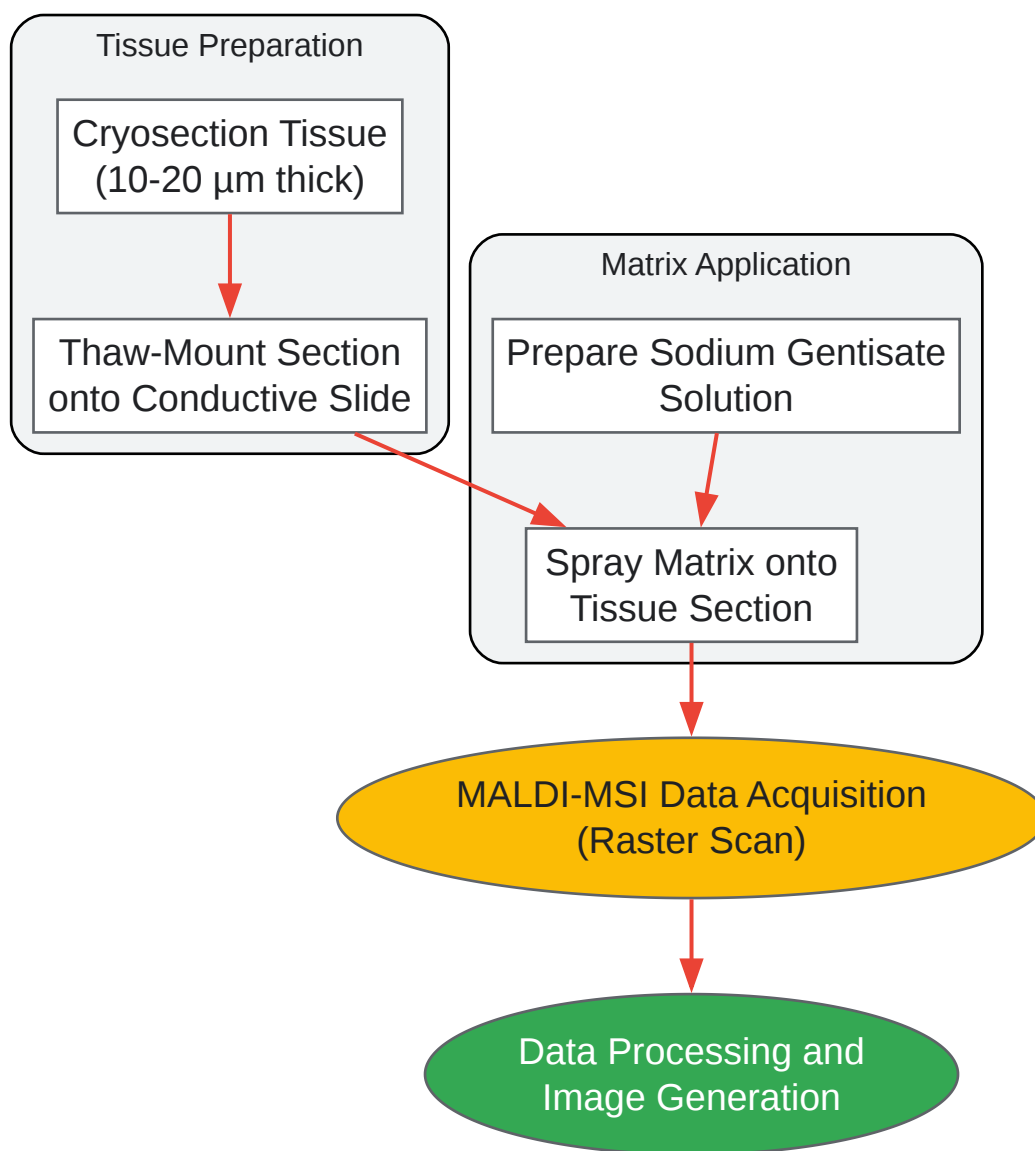 Tissue Preparation
Cryosection Tissue
(10-20 µm thick)
Thaw-Mount Section
onto Conductive Slide
Matrix Application
Prepare Sodium Gentisate
Solution
Spray Matrix onto
Tissue Section
MALDI-MSI Data Acquisition
(Raster Scan)
Data Processing and
Image Generation